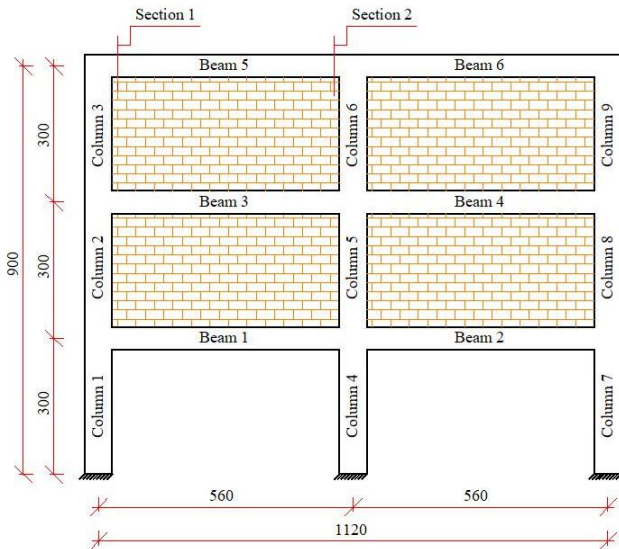 Section 1
Section 2
Beam 5
Beam 6
Column 3
Column 6
Column 9
300
Beam 3
Beam 4
900
300
Column 2
Column 5
Column 8
Beam 1
Beam 2
300
Column 1
Column 4
Column 7
560
560
1120